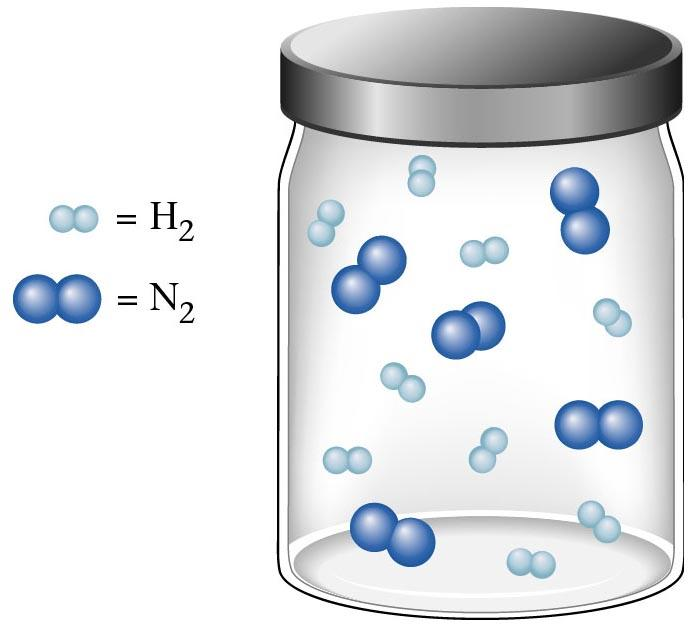 = H₂
= N₂